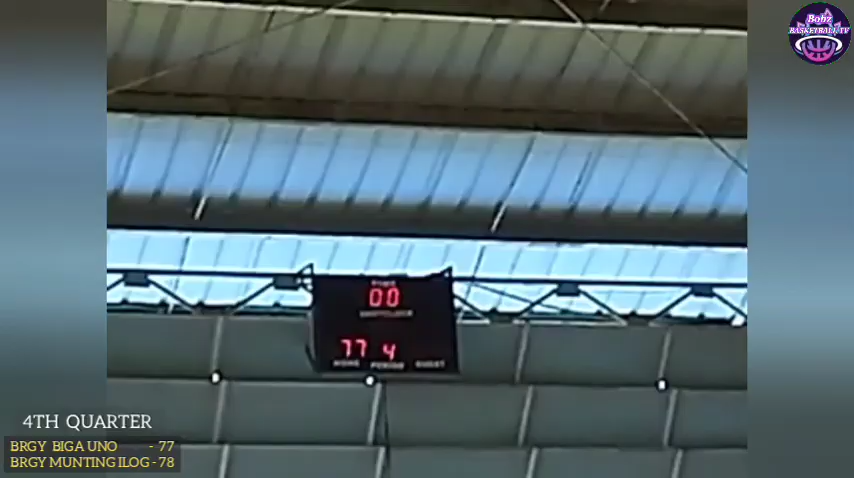 Bobz
BASKETBALL TV
TIME
00
77 4
HOME PERIOD GUEST
4TH QUARTER
BRGY BIGA UNO - 77
BRGY MUNTING ILOG - 78